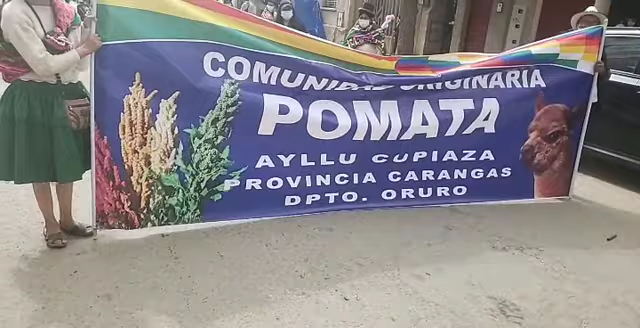 COMUNIDAD ORIGINARIA
POMATA
AYLLU CUPIAZA
PROVINCIA CARANGAS
DPTO. ORURO